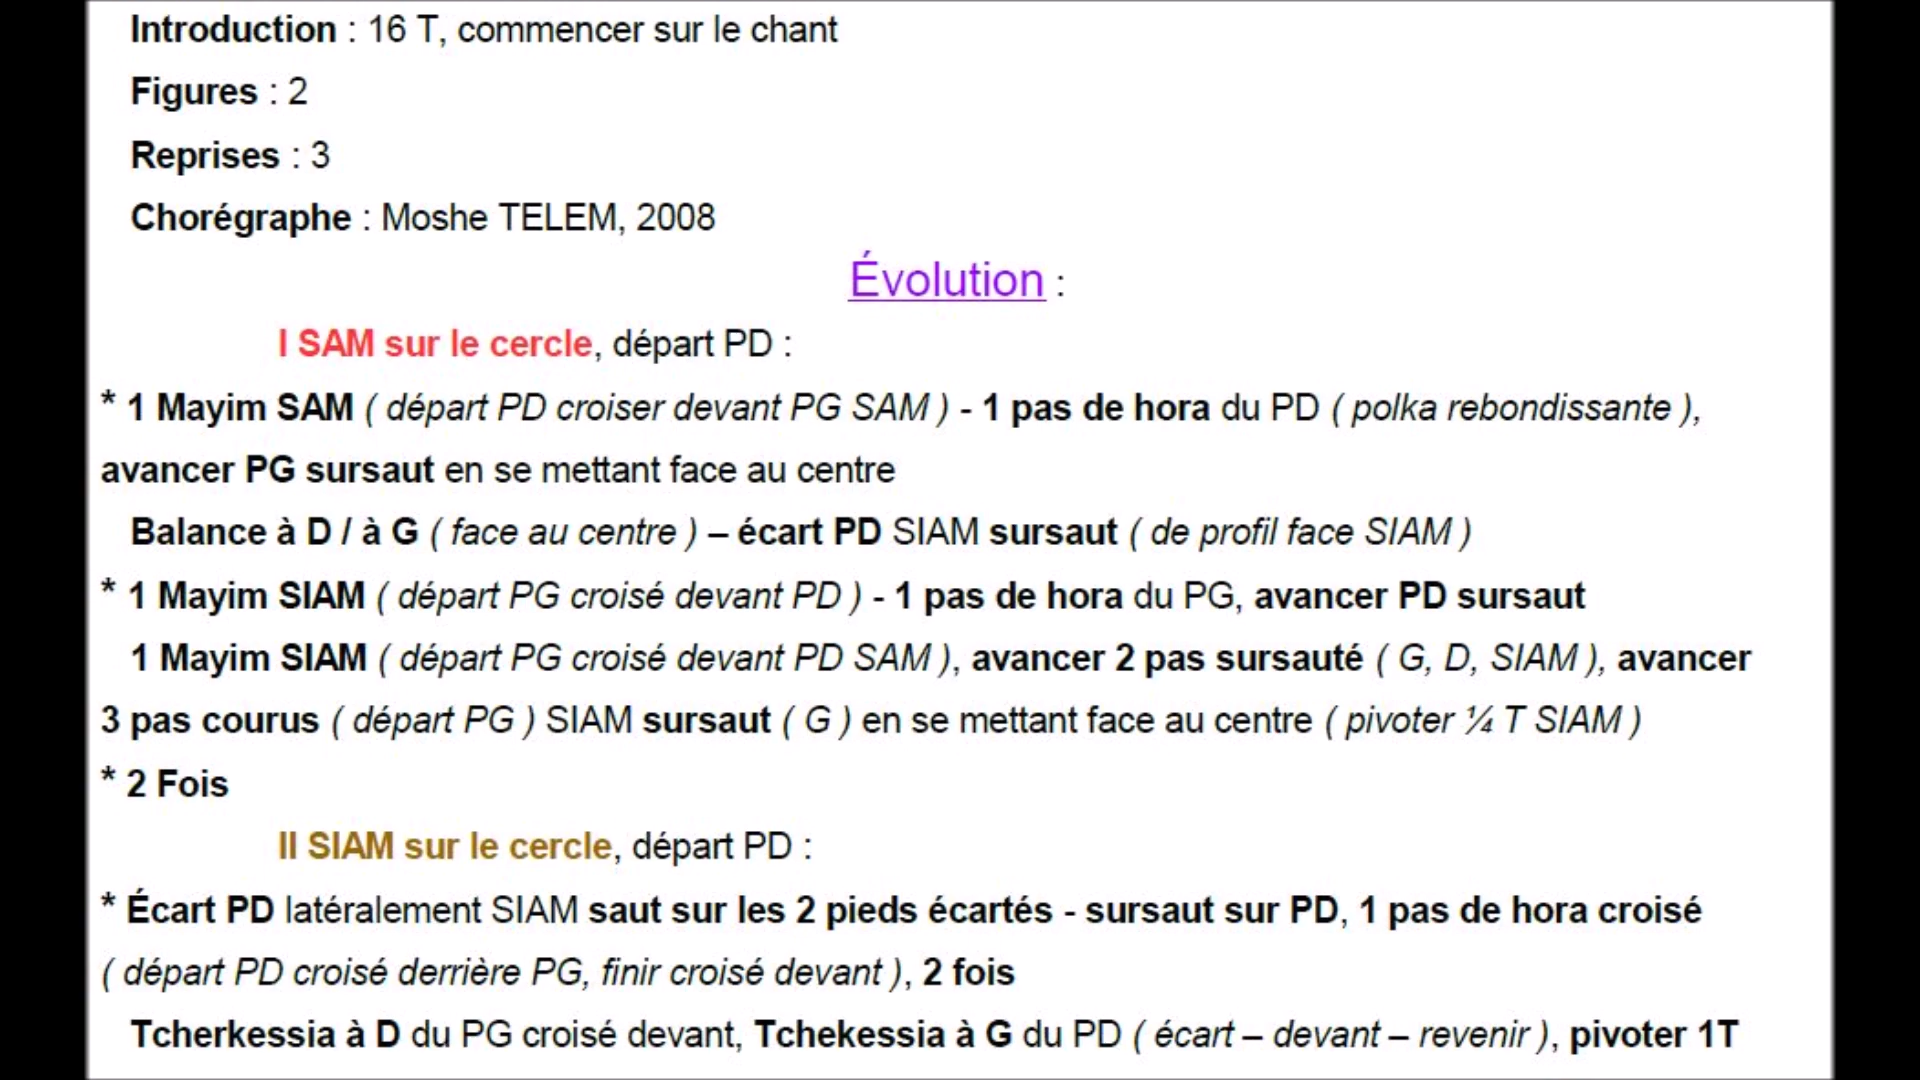 Introduction : 16 T, commencer sur le chant
Figures : 2
Reprises : 3
Chorégraphe : Moshe TELEM, 2008
Évolution :
I SAM sur le cercle, départ PD :
* 1 Mayim SAM ( départ PD croiser devant PG SAM ) - 1 pas de hora du PD ( polka rebondissante ),
avancer PG sursaut en se mettant face au centre
Balance à D / à G ( face au centre ) – écart PD SIAM sursaut ( de profil face SIAM )
* 1 Mayim SIAM ( départ PG croisé devant PD ) - 1 pas de hora du PG, avancer PD sursaut
1 Mayim SIAM ( départ PG croisé devant PD SAM ), avancer 2 pas sursauté ( G, D, SIAM ), avancer
3 pas courus ( départ PG ) SIAM sursaut ( G ) en se mettant face au centre ( pivoter ¼ T SIAM )
* 2 Fois
II SIAM sur le cercle, départ PD :
* Écart PD latéralement SIAM saut sur les 2 pieds écartés - sursaut sur PD, 1 pas de hora croisé
( départ PD croisé derrière PG, finir croisé devant ), 2 fois
Tcherkessia à D du PG croisé devant, Tchekessia à G du PD ( écart – devant – revenir ), pivoter 1T